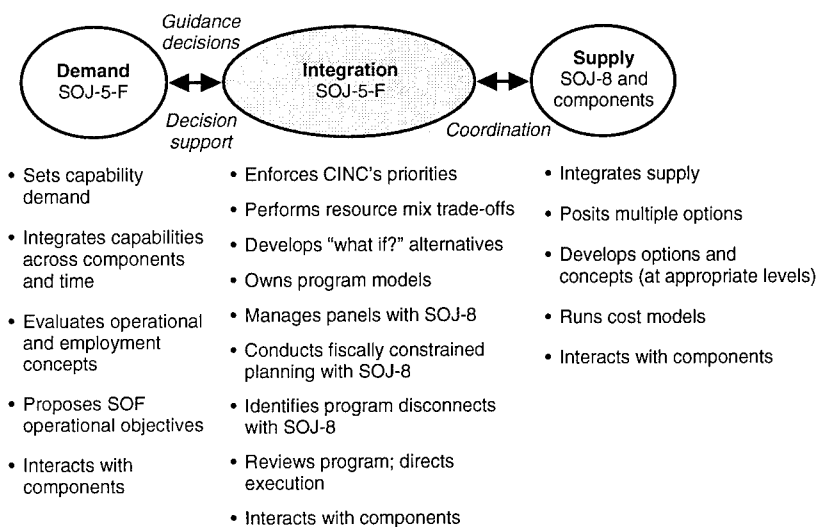 Guidance
decisions
Demand
SOJ-5-F
Integration
SOJ-5-F
Supply
SOJ-8 and
components
Decision
support
Coordination
• Sets capability
demand
• Integrates capabilities
across components
and time
• Evaluates operational
and employment
concepts
• Proposes SOF
operational objectives
• Interacts with
components
• Enforces CINC's priorities
• Performs resource mix trade-offs
• Develops “what if?” alternatives
• Owns program models
• Manages panels with SOJ-8
• Conducts fiscally constrained
planning with SOJ-8
• Identifies program disconnects
with SOJ-8
• Reviews program; directs
execution
• Interacts with components
• Integrates supply
• Posits multiple options
• Develops options and
concepts (at appropriate levels)
• Runs cost models
• Interacts with components